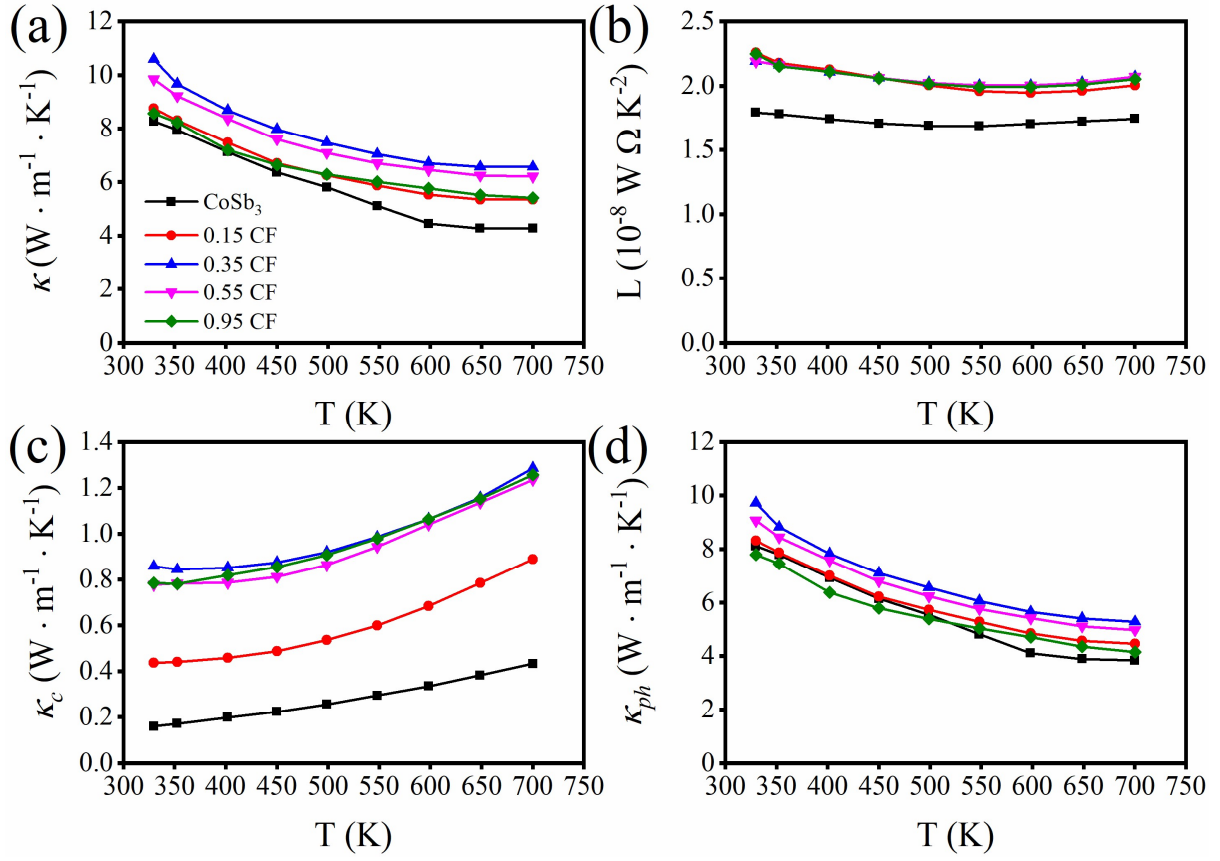 (a)
κ (W · m⁻¹ · K⁻¹)
12
10
8
6
4
2
0
CoSb₃
0.15 CF
0.35 CF
0.55 CF
0.95 CF
300 350 400 450 500 550 600 650 700 750
T (K)
(b)
L (10⁻⁸ W Ω K⁻²)
2.5
2.0
1.5
1.0
0.5
0.0
300 350 400 450 500 550 600 650 700 750
T (K)
(c)
κc (W · m⁻¹ · K⁻¹)
1.4
1.2
1.0
0.8
0.6
0.4
0.2
0.0
300 350 400 450 500 550 600 650 700 750
T (K)
(d)
κph (W · m⁻¹ · K⁻¹)
12
10
8
6
4
2
0
300 350 400 450 500 550 600 650 700 750
T (K)